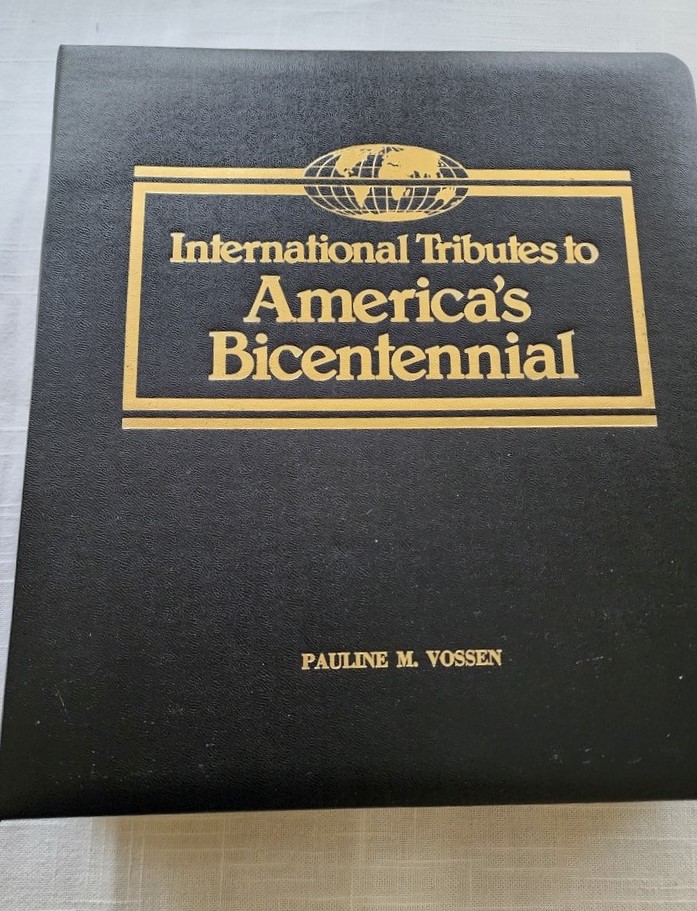 International Tributes to
America's
Bicentennial
PAULINE M. VOSSEN